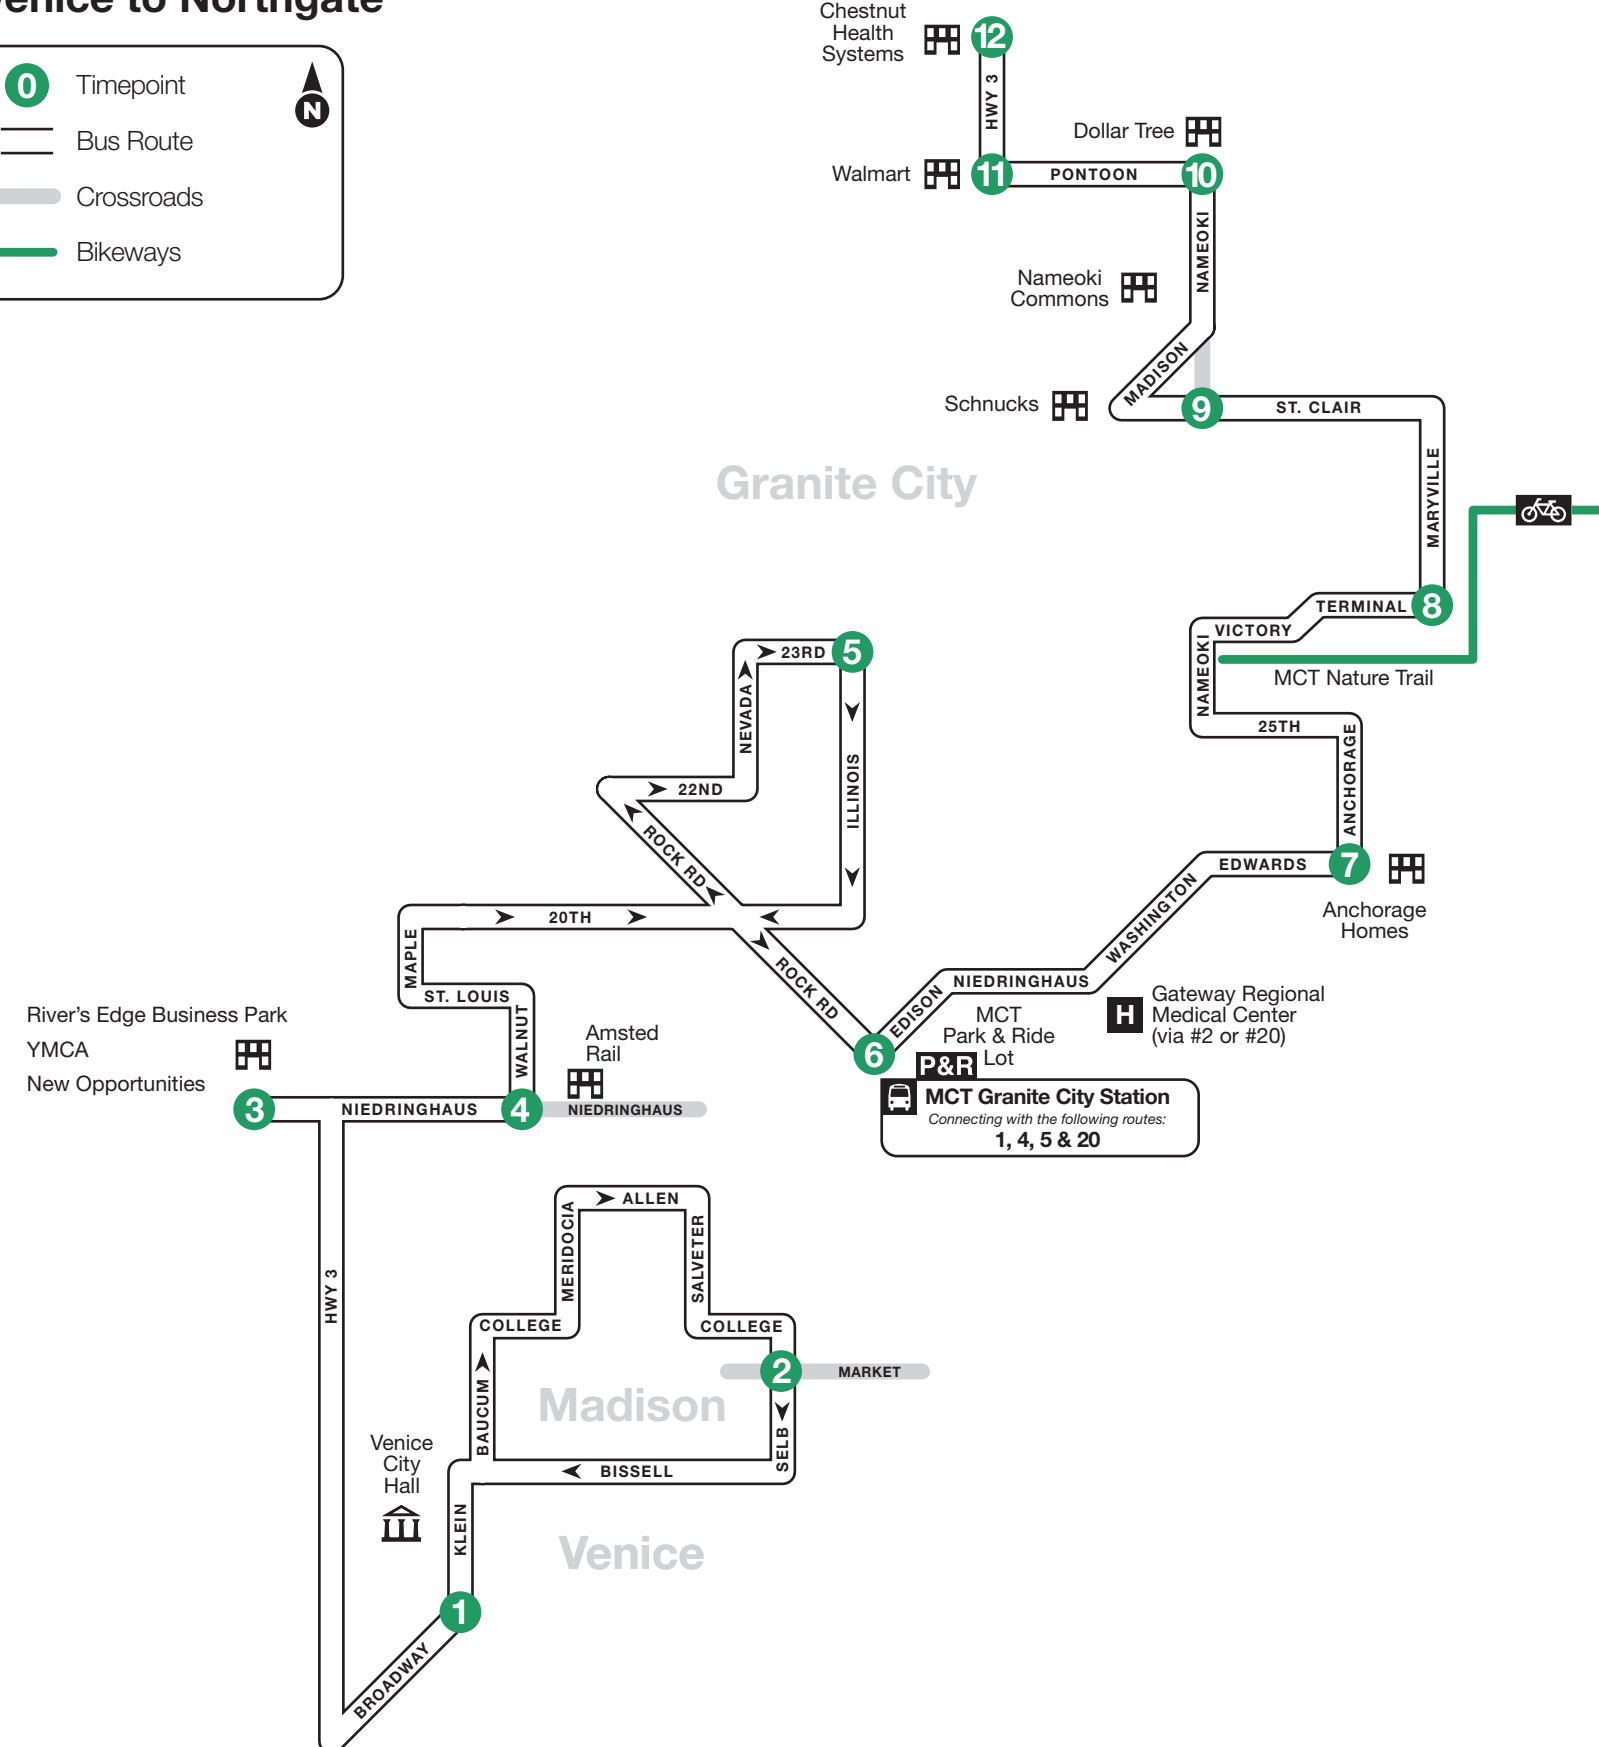 Venice to Northgate
0 Timepoint
N
Bus Route
Crossroads
Bikeways
Chestnut
Health
Systems
12
HWY 3
Dollar Tree
Walmart
11
PONTOON
10
NAMEOKI
Nameoki
Commons
MADISON
Schnucks
9
ST. CLAIR
MARYVILLE
Granite City
TERMINAL
8
VICTORY
NAMEOKI
MCT Nature Trail
25TH
ANCHORAGE
23RD
5
NEVADA
22ND
ILLINOIS
ROCK RD
EDWARDS
7
Anchorage
Homes
WASHINGTON
20TH
MAPLE
ST. LOUIS
WALNUT
ROCK RD
EDISON
NIEDRINGHAUS
6
MCT
Park & Ride
Lot
P&R
H
Gateway Regional
Medical Center
(via #2 or #20)
MCT Granite City Station
Connecting with the following routes:
1, 4, 5 & 20
River's Edge Business Park
YMCA
New Opportunities
Amsted
Rail
3
NIEDRINGHAUS
4
NIEDRINGHAUS
HWY 3
ALLEN
MERIDOCIA
SALVETER
COLLEGE
COLLEGE
2
MARKET
BAUCUM
Madison
SELB
BISSELL
Venice
City
Hall
KLEIN
Venice
1
BROADWAY